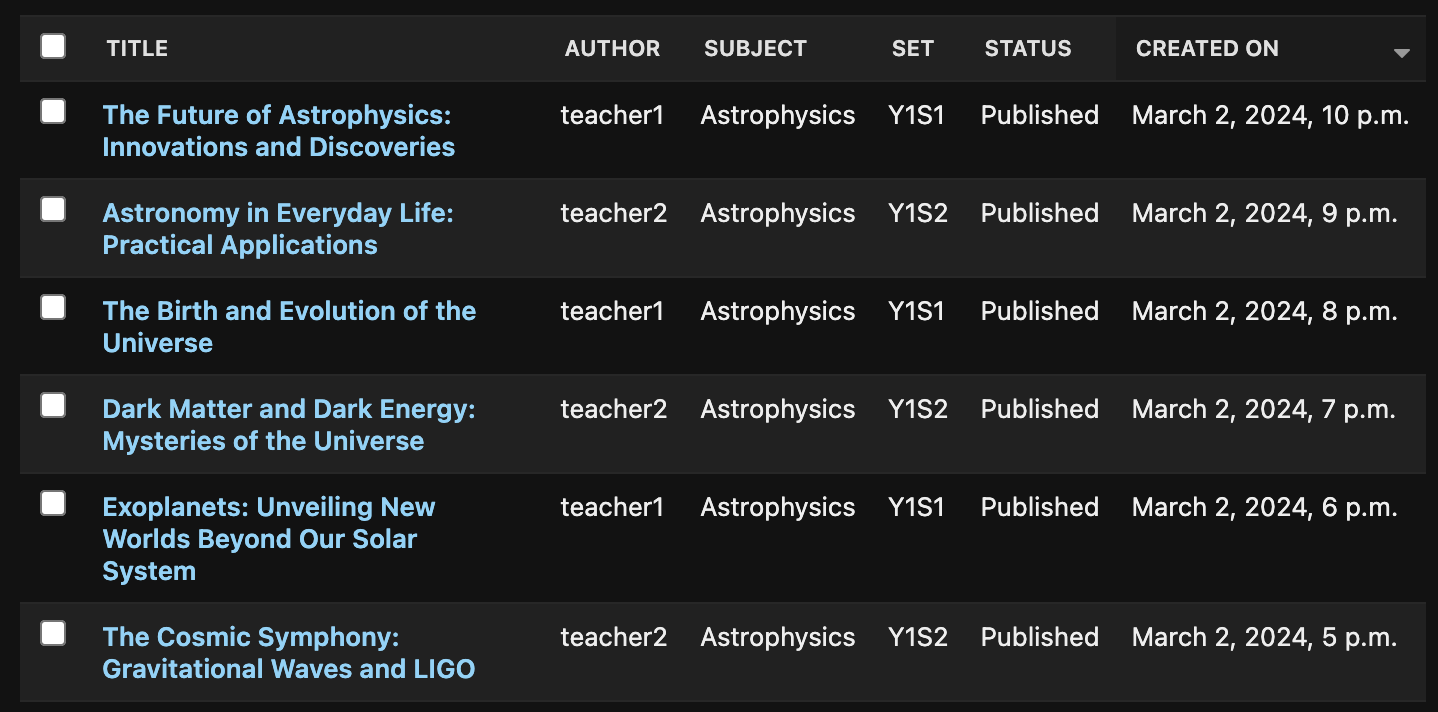 TITLE AUTHOR SUBJECT SET STATUS CREATED ON
The Future of Astrophysics: teacher1 Astrophysics Y1S1 Published March 2, 2024, 10 p.m.
Innovations and Discoveries
Astronomy in Everyday Life: teacher2 Astrophysics Y1S2 Published March 2, 2024, 9 p.m.
Practical Applications
The Birth and Evolution of the teacher1 Astrophysics Y1S1 Published March 2, 2024, 8 p.m.
Universe
Dark Matter and Dark Energy: teacher2 Astrophysics Y1S2 Published March 2, 2024, 7 p.m.
Mysteries of the Universe
Exoplanets: Unveiling New teacher1 Astrophysics Y1S1 Published March 2, 2024, 6 p.m.
Worlds Beyond Our Solar
System
The Cosmic Symphony: teacher2 Astrophysics Y1S2 Published March 2, 2024, 5 p.m.
Gravitational Waves and LIGO